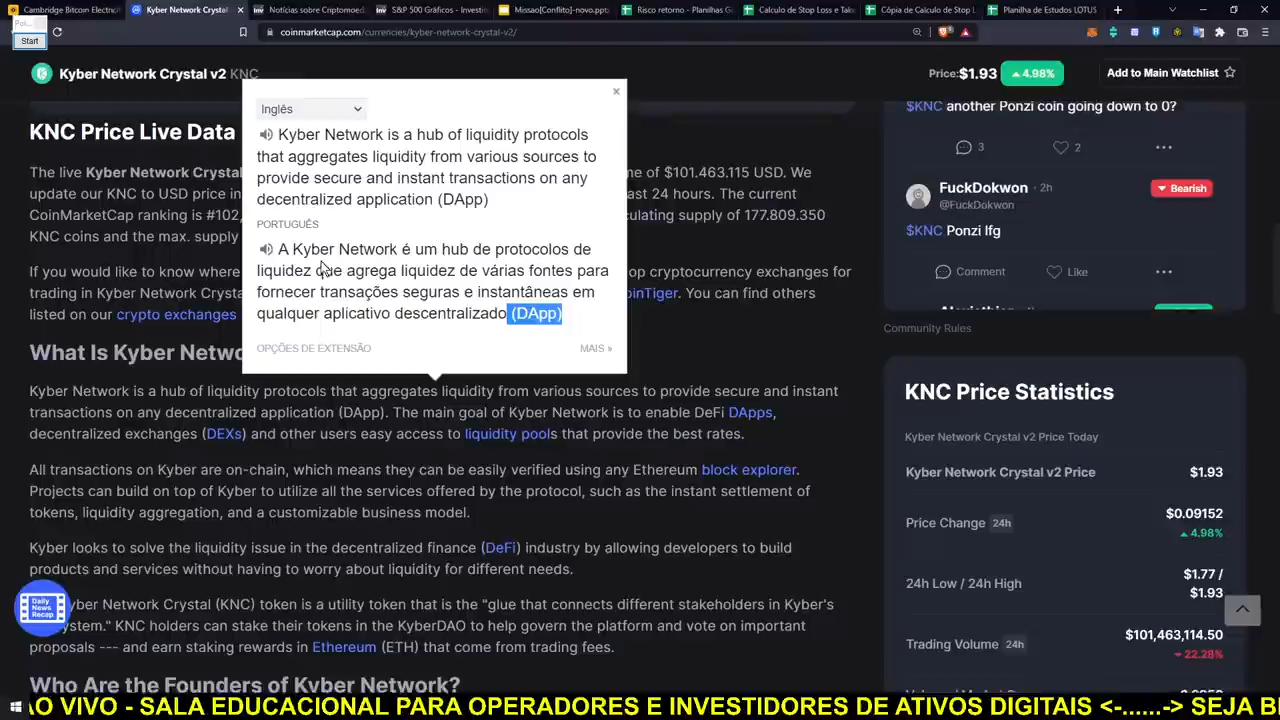 Cambridge Bitcoin Electric
Kyber Network Crystal
Notícias sobre Criptomoed
S&P 500 Gráficos - Investi
Missao[Conflito]-novo.ppt
Risco retorno - Planilhas G
Calculo de Stop Loss e Take
Cópia de Calculo de Stop L
Planilha de Estudos LOTUS
Start
coinmarketcap.com/currencies/kyber-network-crystal-v2/
Kyber Network Crystal v2 KNC
Price: $1.93
4.98%
Add to Main Watchlist
Inglês
Kyber Network is a hub of liquidity protocols
that aggregates liquidity from various sources to
provide secure and instant transactions on any
decentralized application (DApp)
PORTUGUÊS
A Kyber Network é um hub de protocolos de
liquidez que agrega liquidez de várias fontes para
fornecer transações seguras e instantâneas em
qualquer aplicativo descentralizado (DApp)
OPÇÕES DE EXTENSÃO
MAIS »
KNC Price Live Data
The live Kyber Network Crystal me of $101.463.115 USD. We
update our KNC to USD price in last 24 hours. The current
CoinMarketCap ranking is #102, culating supply of 177.809.350
KNC coins and the max. supply
If you would like to know where op cryptocurrency exchanges for
trading in Kyber Network Crysta oinTiger. You can find others
listed on our crypto exchanges
What Is Kyber Netwo
Kyber Network is a hub of liquidity protocols that aggregates liquidity from various sources to provide secure and instant
transactions on any decentralized application (DApp). The main goal of Kyber Network is to enable DeFi DApps,
decentralized exchanges (DEXs) and other users easy access to liquidity pools that provide the best rates.
All transactions on Kyber are on-chain, which means they can be easily verified using any Ethereum block explorer.
Projects can build on top of Kyber to utilize all the services offered by the protocol, such as the instant settlement of
tokens, liquidity aggregation, and a customizable business model.
Kyber looks to solve the liquidity issue in the decentralized finance (DeFi) industry by allowing developers to build
products and services without having to worry about liquidity for different needs.
yber Network Crystal (KNC) token is a utility token that is the "glue that connects different stakeholders in Kyber's
ystem." KNC holders can stake their tokens in the KyberDAO to help govern the platform and vote on important
proposals --- and earn staking rewards in Ethereum (ETH) that come from trading fees.
Who Are the Founders of Kyber Network?
Daily
News
Recap
$KNC another Ponzi coin going down to 0?
3
2
FuckDokwon · 2h
Bearish
@FuckDokwon
$KNC Ponzi lfg
Comment
Like
Community Rules
KNC Price Statistics
Kyber Network Crystal v2 Price Today
Kyber Network Crystal v2 Price $1.93
Price Change 24h
$0.09152
4.98%
24h Low / 24h High
$1.77 /
$1.93
Trading Volume 24h
$101,463,114.50
22.28%
AO VIVO - SALA EDUCACIONAL PARA OPERADORES E INVESTIDORES DE ATIVOS DIGITAIS <-......-> SEJA B